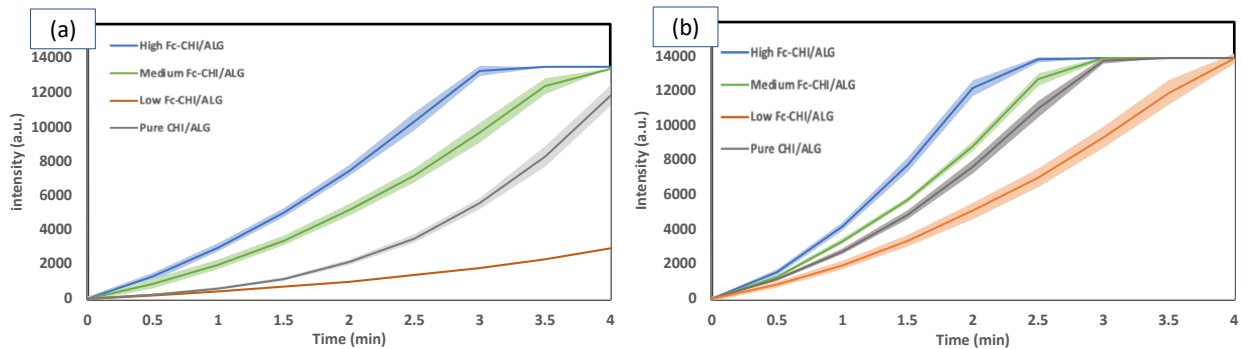 (a)
High Fc-CHI/ALG
Medium Fc-CHI/ALG
Low Fc-CHI/ALG
Pure CHI/ALG
14000
12000
10000
8000
6000
4000
2000
0
intensity (a.u.)
0 0.5 1 1.5 2 2.5 3 3.5 4
Time (min)
(b)
High Fc-CHI/ALG
Medium Fc-CHI/ALG
Low Fc-CHI/ALG
Pure CHI/ALG
14000
12000
10000
8000
6000
4000
2000
0
Intensity (a.u.)
0 0.5 1 1.5 2 2.5 3 3.5 4
Time (min)